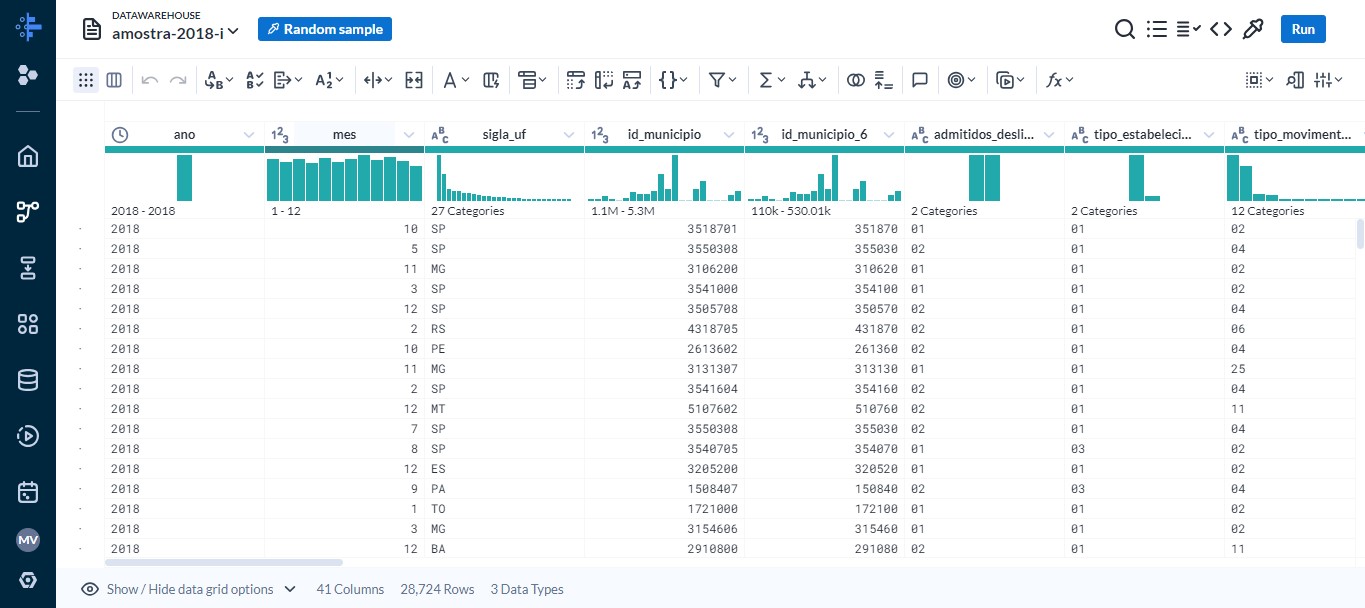 DATAWAREHOUSE
amostra-2018-i
Random sample
Run
ano mes sigla_uf id_municipio id_municipio_6 admitidos_desli... tipo_estabeleci... tipo_moviment...
2018 - 2018 1 - 12 27 Categories 1.1M - 5.3M 110k - 530.01k 2 Categories 2 Categories 12 Categories
2018 10 SP 3518701 351870 01 01 02
2018 5 SP 3550308 355030 02 01 04
2018 11 MG 3106200 310620 01 01 02
2018 3 SP 3541000 354100 01 01 02
2018 12 SP 3505708 350570 02 01 04
2018 2 RS 4318705 431870 02 01 06
2018 10 PE 2613602 261360 02 01 04
2018 11 MG 3131307 313130 01 01 25
2018 2 SP 3541604 354160 02 01 04
2018 12 MT 5107602 510760 02 01 11
2018 7 SP 3550308 355030 02 01 04
2018 8 SP 3540705 354070 01 03 02
2018 12 ES 3205200 320520 01 01 02
2018 9 PA 1508407 150840 02 03 04
2018 1 TO 1721000 172100 01 01 02
2018 3 MG 3154606 315460 01 01 02
2018 12 BA 2910800 291080 02 01 11
MV
Show / Hide data grid options 41 Columns 28,724 Rows 3 Data Types